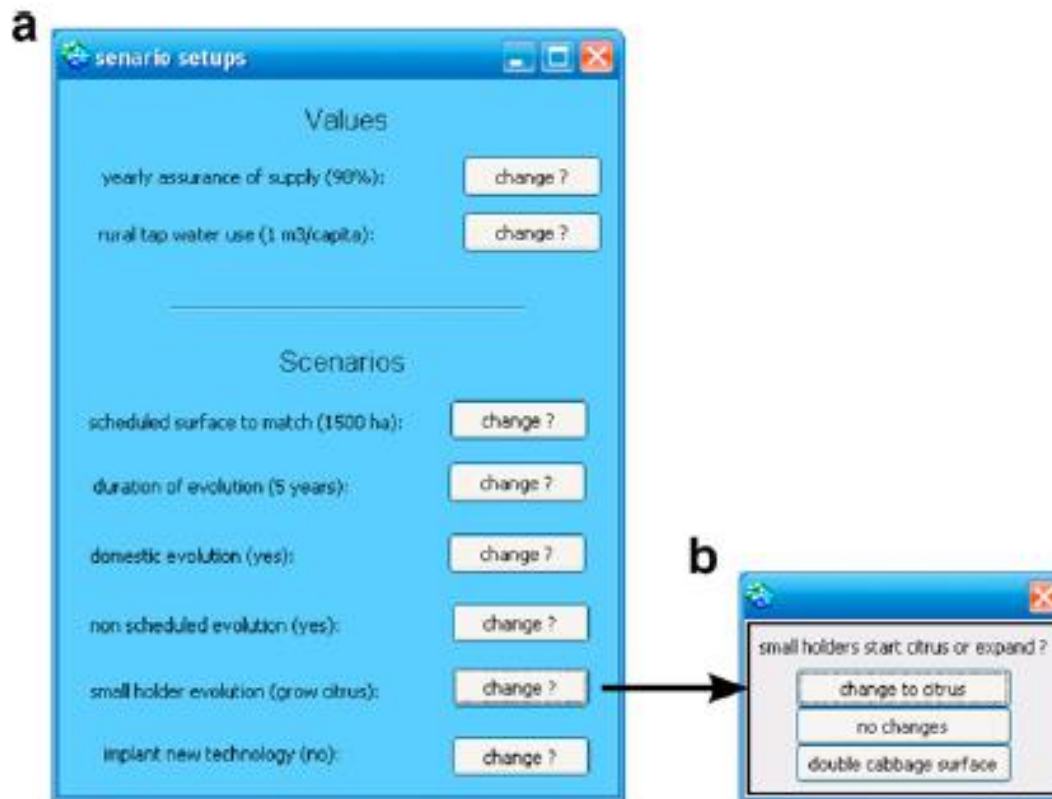 a
senario setups
Values
yearly assurance of supply (98%): change ?
rural tap water use (1 m3/capita): change ?
Scenarios
scheduled surface to match (1500 ha): change ?
duration of evolution (5 years): change ?
domestic evolution (yes): change ?
non scheduled evolution (yes): change ?
small holder evolution (grow citrus): change ?
implant new technology (no): change ?
b
small holders start citrus or expand ?
change to citrus
no changes
double cabbage surface